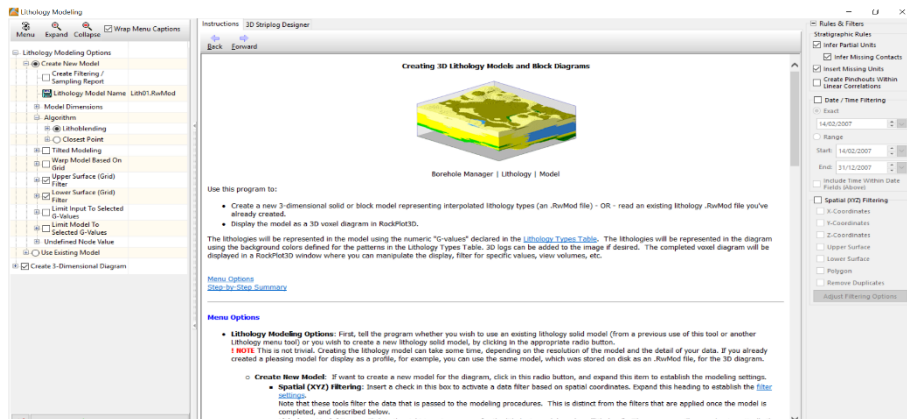 Lithology Modeling
Menu Expand Collapse Wrap Menu Captions
Lithology Modeling Options
Create New Model
Create Filtering /
Sampling Report
Lithology Model Name Lith01.RwMod
Model Dimensions
Algorithm
Lithoblending
Closest Point
Tilted Modeling
Warp Model Based On
Grid
Upper Surface (Grid)
Filter
Lower Surface (Grid)
Filter
Limit Input To Selected
G-Values
Limit Model To
Selected G-Values
Undefined Node Value
Use Existing Model
Create 3-Dimensional Diagram
Instructions 3D Striplog Designer
Back Forward
Creating 3D Lithology Models and Block Diagrams
Borehole Manager | Lithology | Model
Use this program to:
• Create a new 3-dimensional solid or block model representing interpolated lithology types (an .RwMod file) - OR - read an existing lithology .RwMod file you've
already created.
• Display the model as a 3D voxel diagram in RockPlot3D.
The lithologies will be represented in the model using the numeric "G-values" declared in the Lithology Types Table. The lithologies will be represented in the diagram
using the background colors defined for the patterns in the Lithology Types Table. 3D logs can be added to the image if desired. The completed voxel diagram will be
displayed in a RockPlot3D window where you can manipulate the display, filter for specific values, view volumes, etc.
Menu Options
Step-by-Step Summary
Menu Options
• Lithology Modeling Options: First, tell the program whether you wish to use an existing lithology solid model (from a previous use of this tool or another
Lithology menu tool) or you wish to create a new lithology solid model, by clicking in the appropriate radio button.
! NOTE This is not trivial. Creating the lithology model can take some time, depending on the resolution of the model and the detail of your data. If you already
created a pleasing model for display as a profile, for example, you can use the same model, which was stored on disk as an .RwMod file, for the 3D diagram.
○ Create New Model: If want to create a new model for the diagram, click in this radio button, and expand this item to establish the modeling settings.
▪ Spatial (XYZ) Filtering: Insert a check in this box to activate a data filter based on spatial coordinates. Expand this heading to establish the filter
settings.
Note that these tools filter the data that is passed to the modeling procedures. This is distinct from the filters that are applied once the model is
completed, and described below.
Rules & Filters
Stratigraphic Rules
Infer Partial Units
Infer Missing Contacts
Insert Missing Units
Create Pinchouts Within
Linear Correlations
Date / Time Filtering
Exact
14/02/2007
Range
Start: 14/02/2007
End: 31/12/2007
Include Time Within Date
Fields (Above)
Spatial (XYZ) Filtering
X-Coordinates
Y-Coordinates
Z-Coordinates
Upper Surface
Lower Surface
Polygon
Remove Duplicates
Adjust Filtering Options